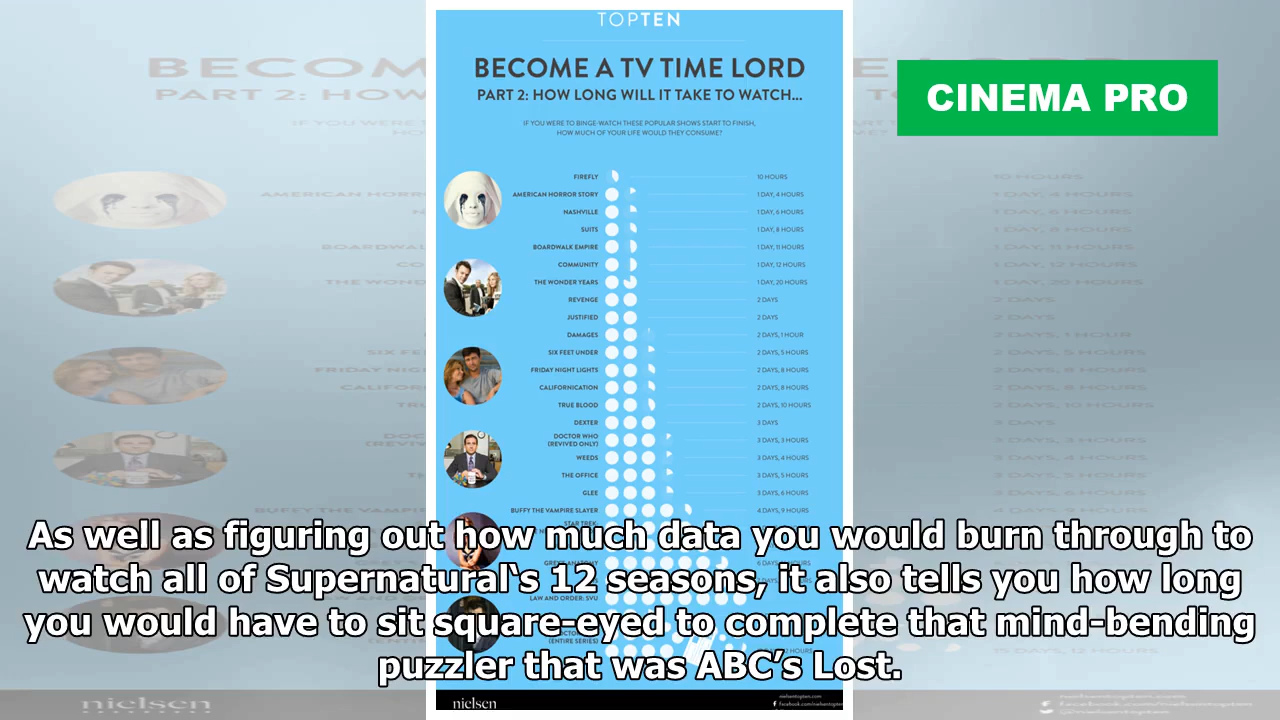 TOPTEN
BECOME A TV TIME LORD
PART 2: HOW LONG WILL IT TAKE TO WATCH...
IF YOU WERE TO BINGE-WATCH THESE POPULAR SHOWS START TO FINISH,
HOW MUCH OF YOUR LIFE WOULD THEY CONSUME?
CINEMA PRO
FIREFLY 10 HOURS
AMERICAN HORROR STORY 1 DAY, 4 HOURS
NASHVILLE 1 DAY, 6 HOURS
SUITS 1 DAY, 8 HOURS
BOARDWALK EMPIRE 1 DAY, 11 HOURS
COMMUNITY 1 DAY, 12 HOURS
THE WONDER YEARS 1 DAY, 20 HOURS
REVENGE 2 DAYS
JUSTIFIED 2 DAYS
DAMAGES 2 DAYS, 1 HOUR
SIX FEET UNDER 2 DAYS, 5 HOURS
FRIDAY NIGHT LIGHTS 2 DAYS, 8 HOURS
CALIFORNICATION 2 DAYS, 8 HOURS
TRUE BLOOD 2 DAYS, 10 HOURS
DEXTER 3 DAYS
DOCTOR WHO
(REVIVED ONLY) 3 DAYS, 3 HOURS
WEEDS 3 DAYS, 4 HOURS
THE OFFICE 3 DAYS, 5 HOURS
GLEE 3 DAYS, 6 HOURS
BUFFY THE VAMPIRE SLAYER 4 DAYS, 9 HOURS
STAR TREK:
LAW AND ORDER: SVU
(ENTIRE SERIES)
As well as figuring out how much data you would burn through to
watch all of Supernatural‛s 12 seasons, it also tells you how long
you would have to sit square-eyed to complete that mind-bending
puzzler that was ABC’s Lost.
nielsen
nielsentopten.com